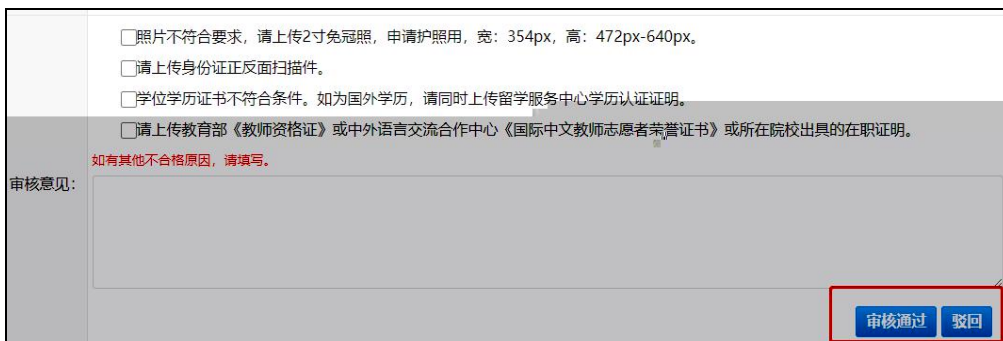 照片不符合要求，请上传2寸免冠照，申请护照用，宽：354px，高：472px-640px。
请上传身份证正反面扫描件。
学位学历证书不符合条件。如为国外学历，请同时上传留学服务中心学历认证证明。
请上传教育部《教师资格证》或中外语言交流合作中心《国际中文教师志愿者荣誉证书》或所在院校出具的在职证明。
如有其他不合格原因，请填写。
审核意见：
审核通过 驳回